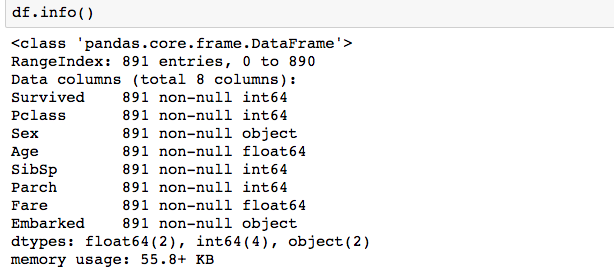 df.info()
<class 'pandas.core.frame.DataFrame'>
RangeIndex: 891 entries, 0 to 890
Data columns (total 8 columns):
Survived    891 non-null int64
Pclass      891 non-null int64
Sex         891 non-null object
Age         891 non-null float64
SibSp       891 non-null int64
Parch       891 non-null int64
Fare        891 non-null float64
Embarked    891 non-null object
dtypes: float64(2), int64(4), object(2)
memory usage: 55.8+ KB